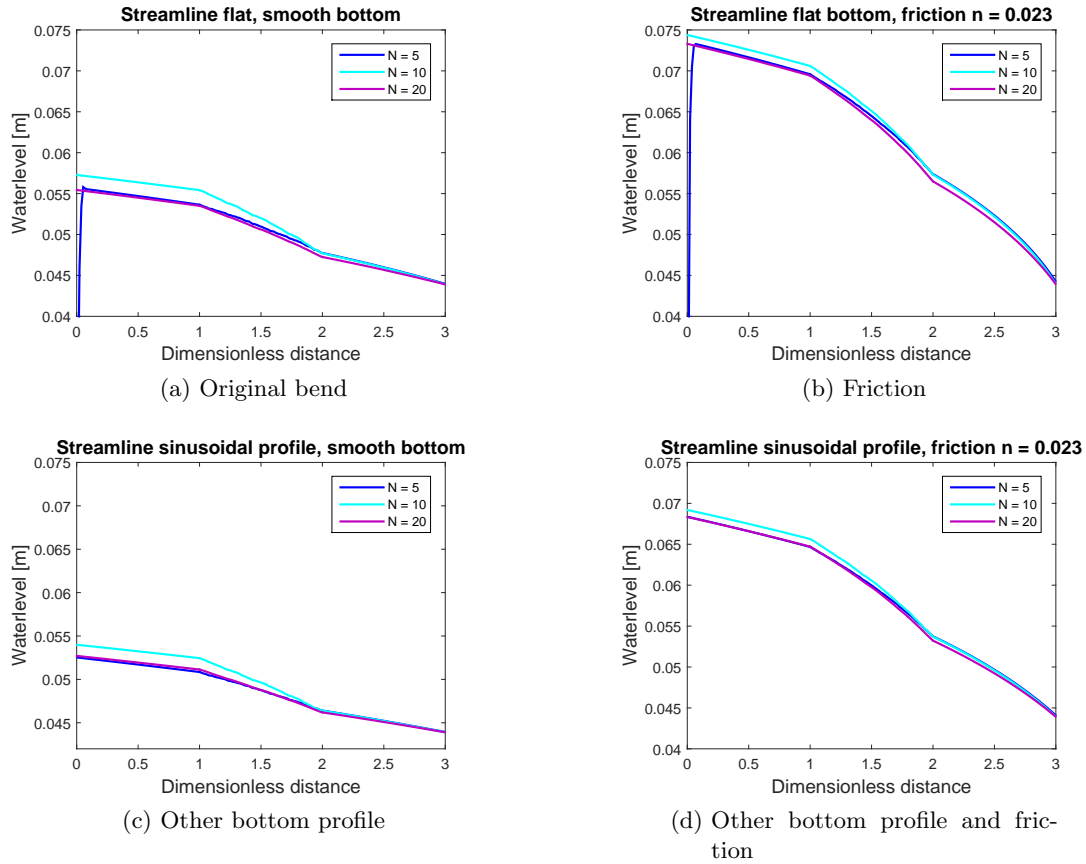 Streamline flat, smooth bottom
0.075
0.07
0.065
0.06
0.055
0.05
0.045
0.04
Waterlevel [m]
N = 5
N = 10
N = 20
0 0.5 1 1.5 2 2.5 3
Dimensionless distance
(a) Original bend
Streamline flat bottom, friction n = 0.023
0.075
0.07
0.065
0.06
0.055
0.05
0.045
0.04
Waterlevel [m]
N = 5
N = 10
N = 20
0 0.5 1 1.5 2 2.5 3
Dimensionless distance
(b) Friction
Streamline sinusoidal profile, smooth bottom
0.075
0.07
0.065
0.06
0.055
0.05
0.045
Waterlevel [m]
N = 5
N = 10
N = 20
0 0.5 1 1.5 2 2.5 3
Dimensionless distance
(c) Other bottom profile
Streamline sinusoidal profile, friction n = 0.023
0.075
0.07
0.065
0.06
0.055
0.05
0.045
0.04
Waterlevel [m]
N = 5
N = 10
N = 20
0 0.5 1 1.5 2 2.5 3
Dimensionless distance
(d) Other bottom profile and fric-
tion